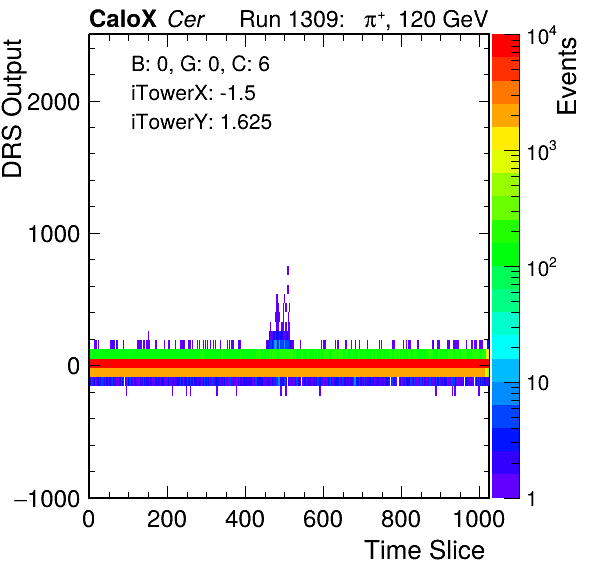 CaloX Cer Run 1309: π⁺, 120 GeV
B: 0, G: 0, C: 6
iTowerX: -1.5
iTowerY: 1.625
DRS Output
2000
1000
0
−1000
0 200 400 600 800 1000
Time Slice
10⁴
10³
10²
10
1
Events